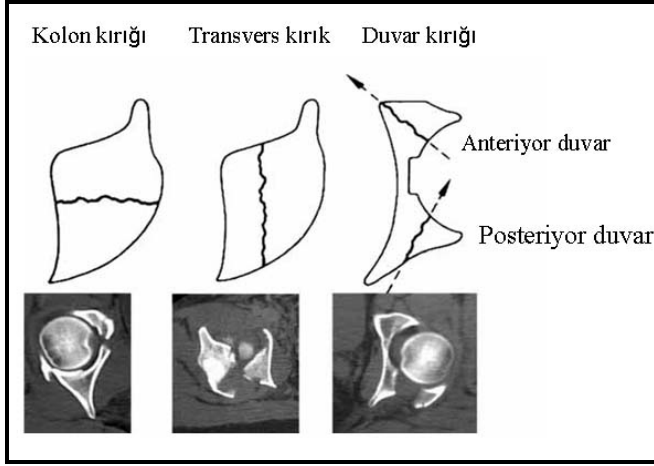 Kolon kırığı
Transvers kırık
Duvar kırığı
Anteriyor duvar
Posteriyor duvar